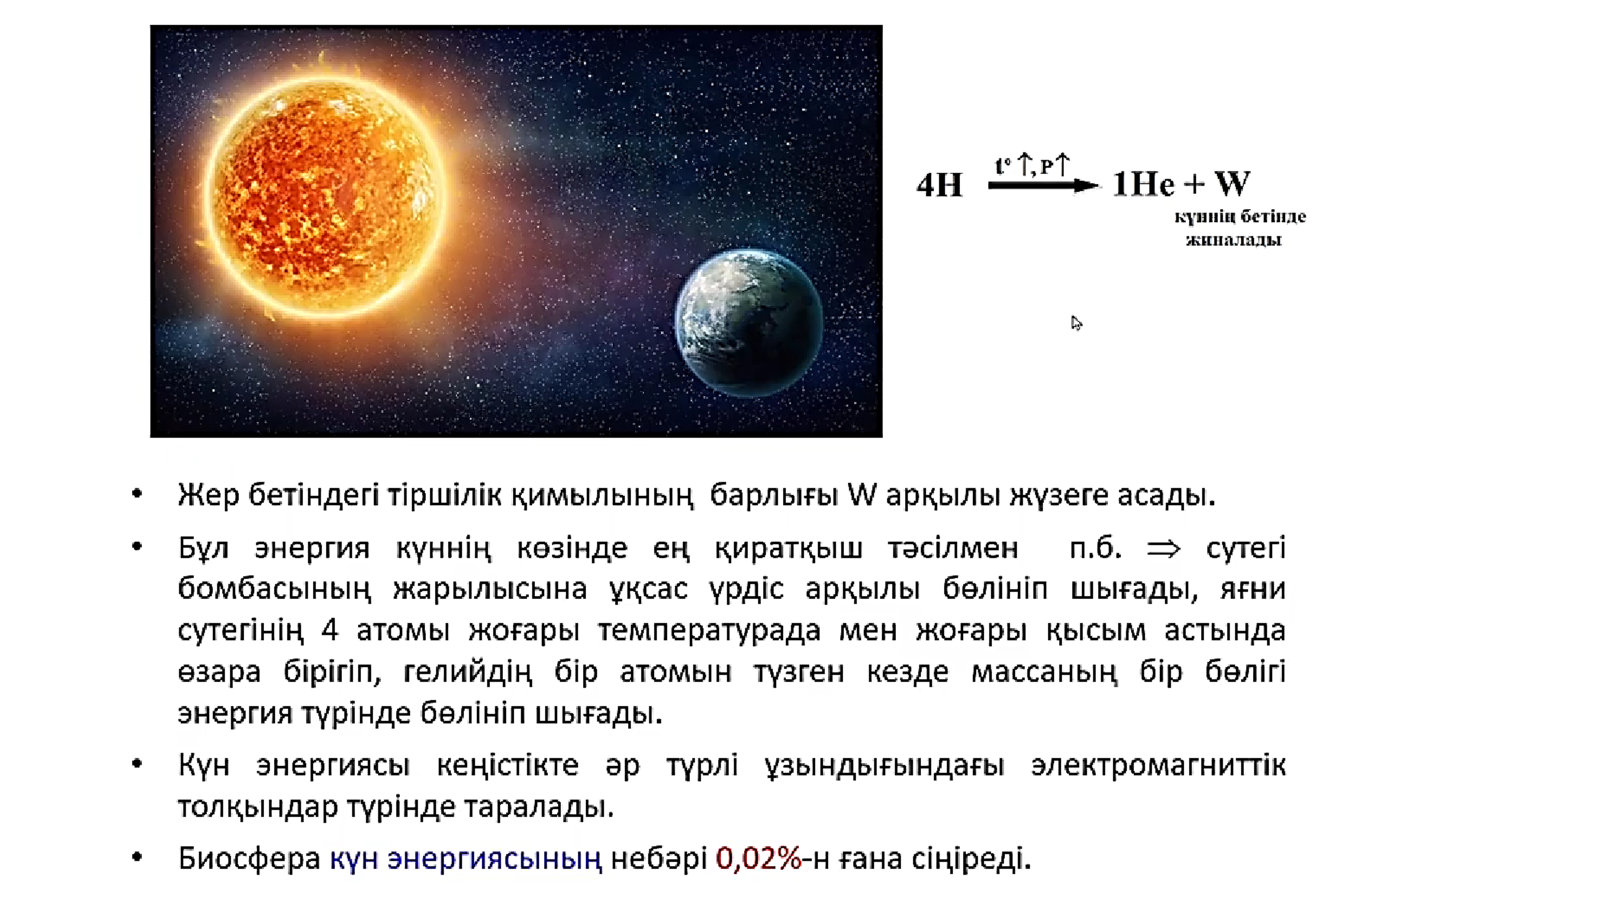 t° ↑, P↑
4H → 1He + W
күннің бетінде
жиналады
• Жер бетіндегі тіршілік қимылының барлығы W арқылы жүзеге асады.
• Бұл энергия күннің көзінде ең қиратқыш тәсілмен п.б. ⇒ сутегі
бомбасының жарылысына ұқсас үрдіс арқылы бөлініп шығады, яғни
сутегінің 4 атомы жоғары температурада мен жоғары қысым астында
өзара бірігіп, гелийдің бір атомын түзген кезде массаның бір бөлігі
энергия түрінде бөлініп шығады.
• Күн энергиясы кеңістікте әр түрлі ұзындығындағы электромагниттік
толқындар түрінде таралады.
• Биосфера күн энергиясының небәрі 0,02%-н ғана сіңіреді.